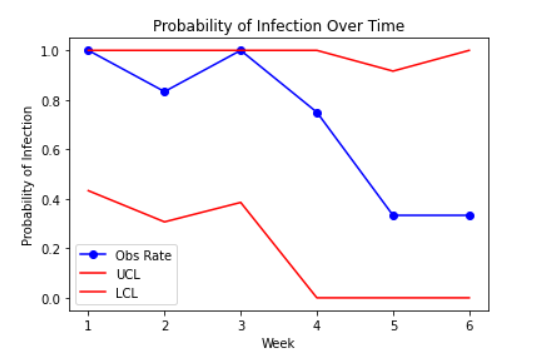 Probability of Infection Over Time
Probability of Infection
1.0
0.8
0.6
0.4
0.2
0.0
Obs Rate
UCL
LCL
1 2 3 4 5 6
Week